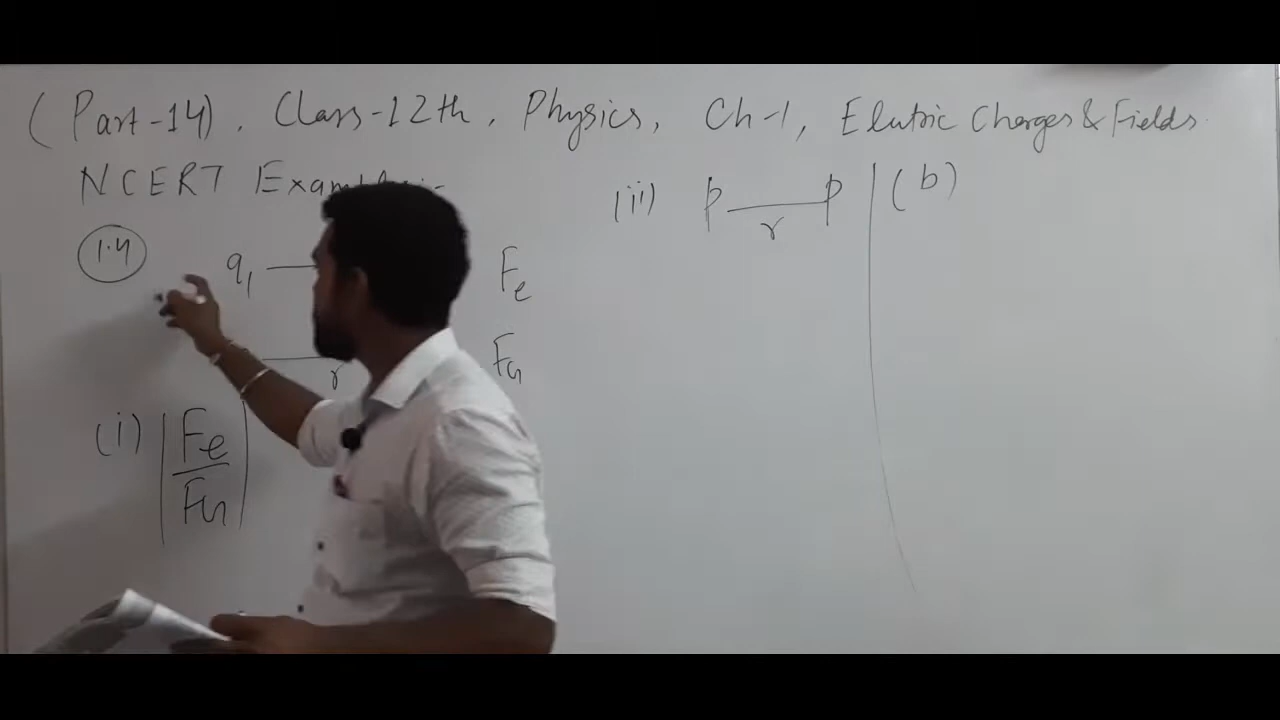 (Part-14), Class-12th, Physics, Ch-1, Electric Charges & Fields.
NCERT
1.4
q1
Fe
r
FG
(i) |Fe/FG|
(ii) p r p
(b)